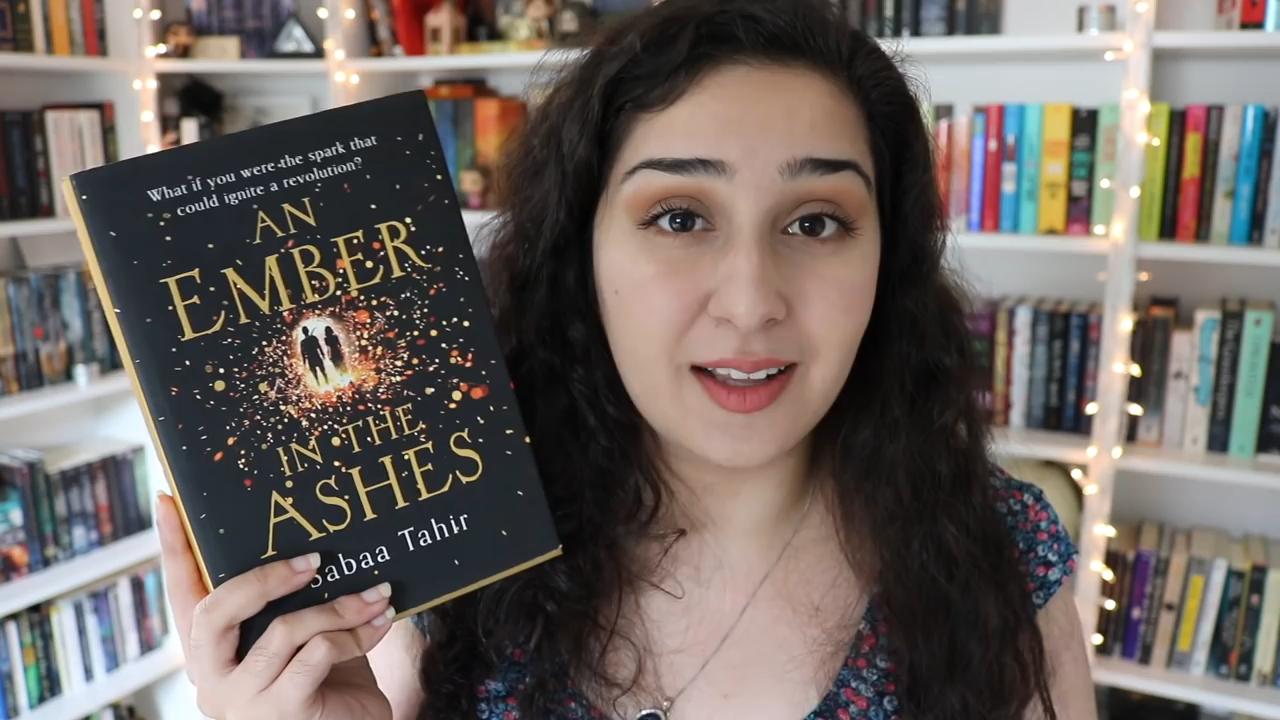 What if you were the spark that
could ignite a revolution?
AN
EMBER
IN THE
ASHES
Sabaa Tahir